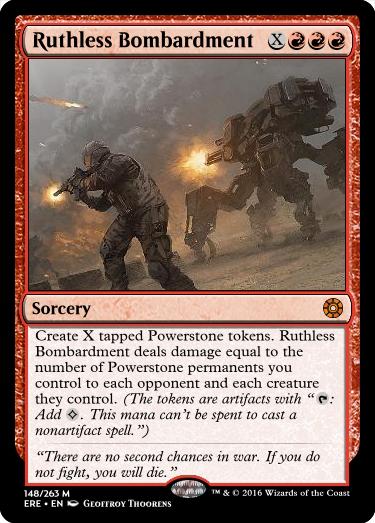 Ruthless Bombardment X
Sorcery
Create X tapped Powerstone tokens. Ruthless
Bombardment deals damage equal to the
number of Powerstone permanents you
control to each opponent and each creature
they control. (The tokens are artifacts with “T:
Add C. This mana can’t be spent to cast a
nonartifact spell.”)
“There are no second chances in war. If you do
not fight, you will die.”
148/263 M
ERE • EN GEOFFROY THOORENS ™ & © 2016 Wizards of the Coast